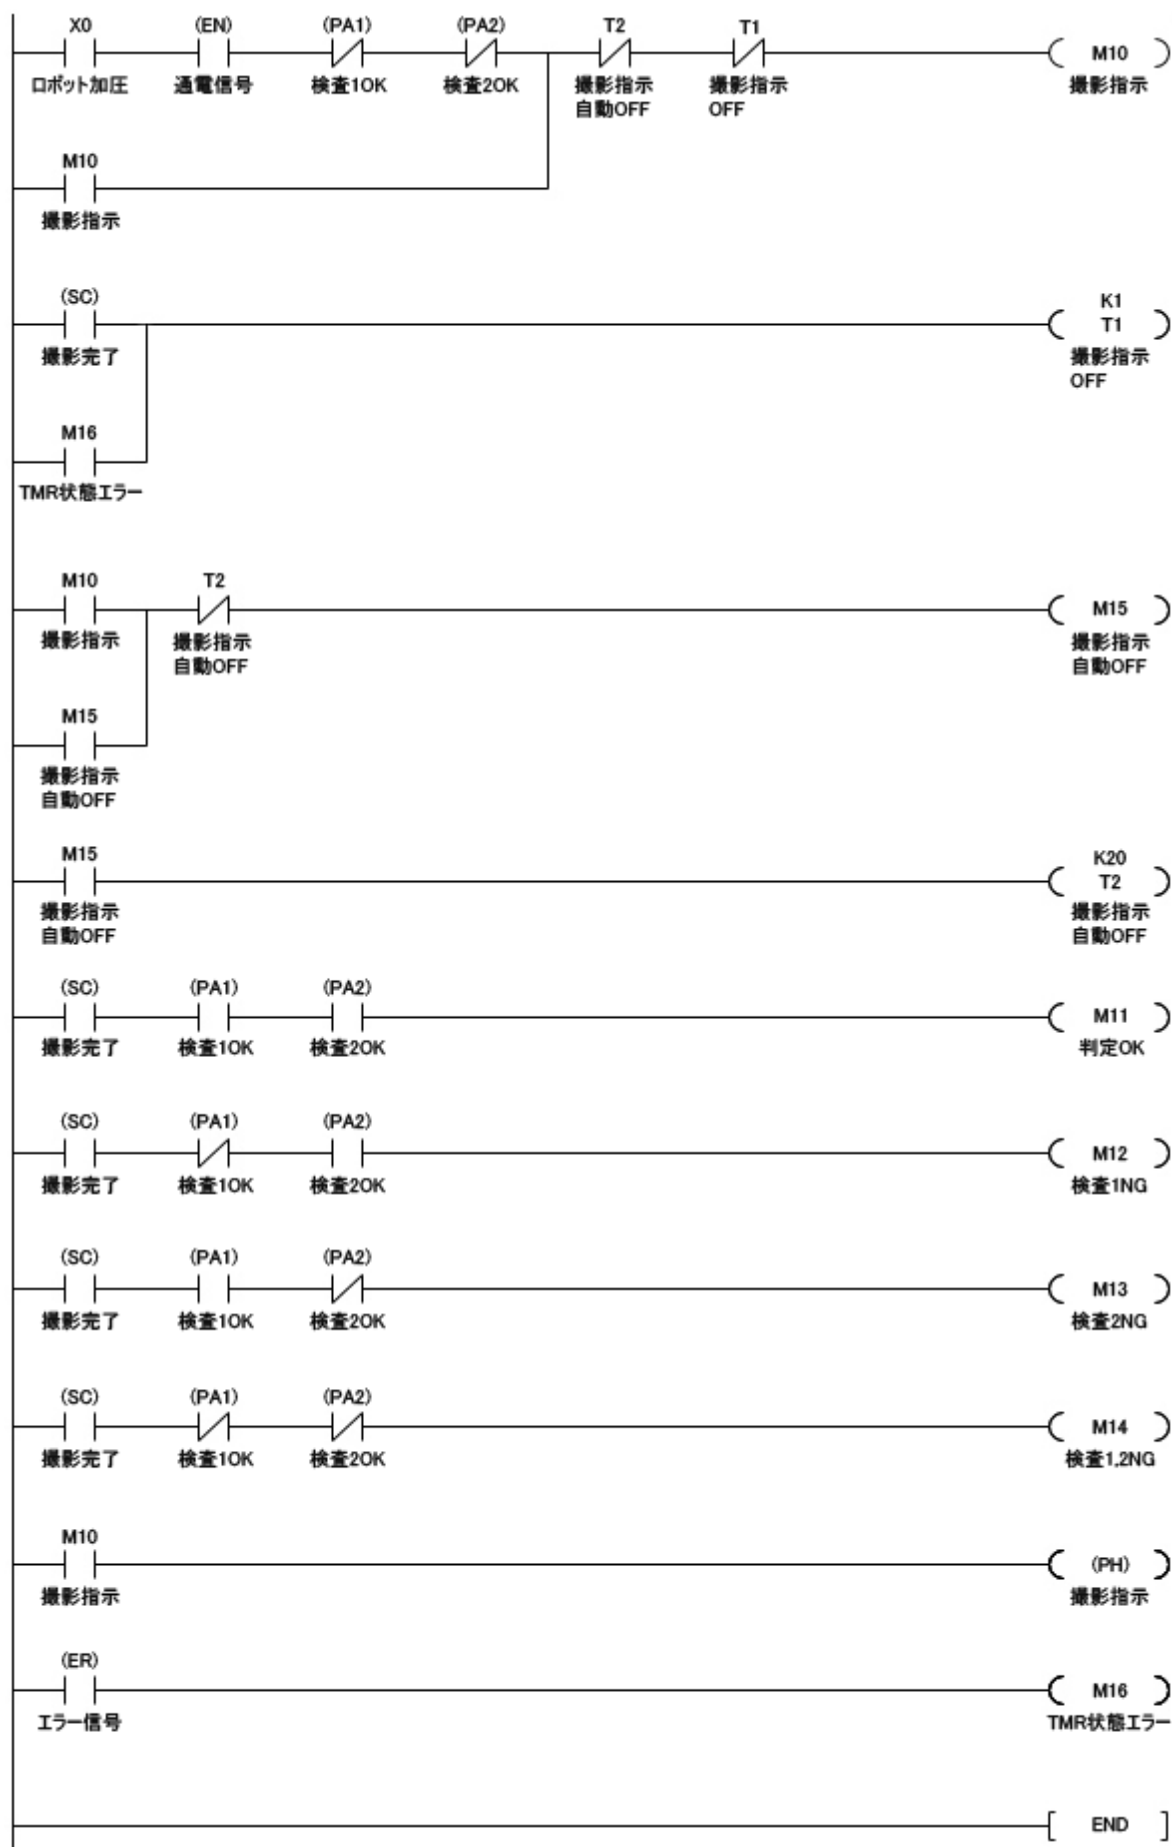 X0 (EN) (PA1) (PA2) T2 T1
M10
ロボット加圧 通電信号 検査1OK 検査2OK 撮影指示 撮影指示 撮影指示
自動OFF OFF
M10
撮影指示
(SC) K1
T1
撮影完了 撮影指示
OFF
M16
TMR状態エラー
M10 T2
M15
撮影指示 撮影指示 撮影指示
自動OFF 自動OFF
M15
撮影指示
自動OFF
M15 K20
T2
撮影指示 撮影指示
自動OFF 自動OFF
(SC) (PA1) (PA2)
M11
撮影完了 検査1OK 検査2OK 判定OK
(SC) (PA1) (PA2)
M12
撮影完了 検査1OK 検査2OK 検査1NG
(SC) (PA1) (PA2)
M13
撮影完了 検査1OK 検査2OK 検査2NG
(SC) (PA1) (PA2)
M14
撮影完了 検査1OK 検査2OK 検査1,2NG
M10
(PH)
撮影指示 撮影指示
(ER)
M16
エラー信号 TMR状態エラー
END